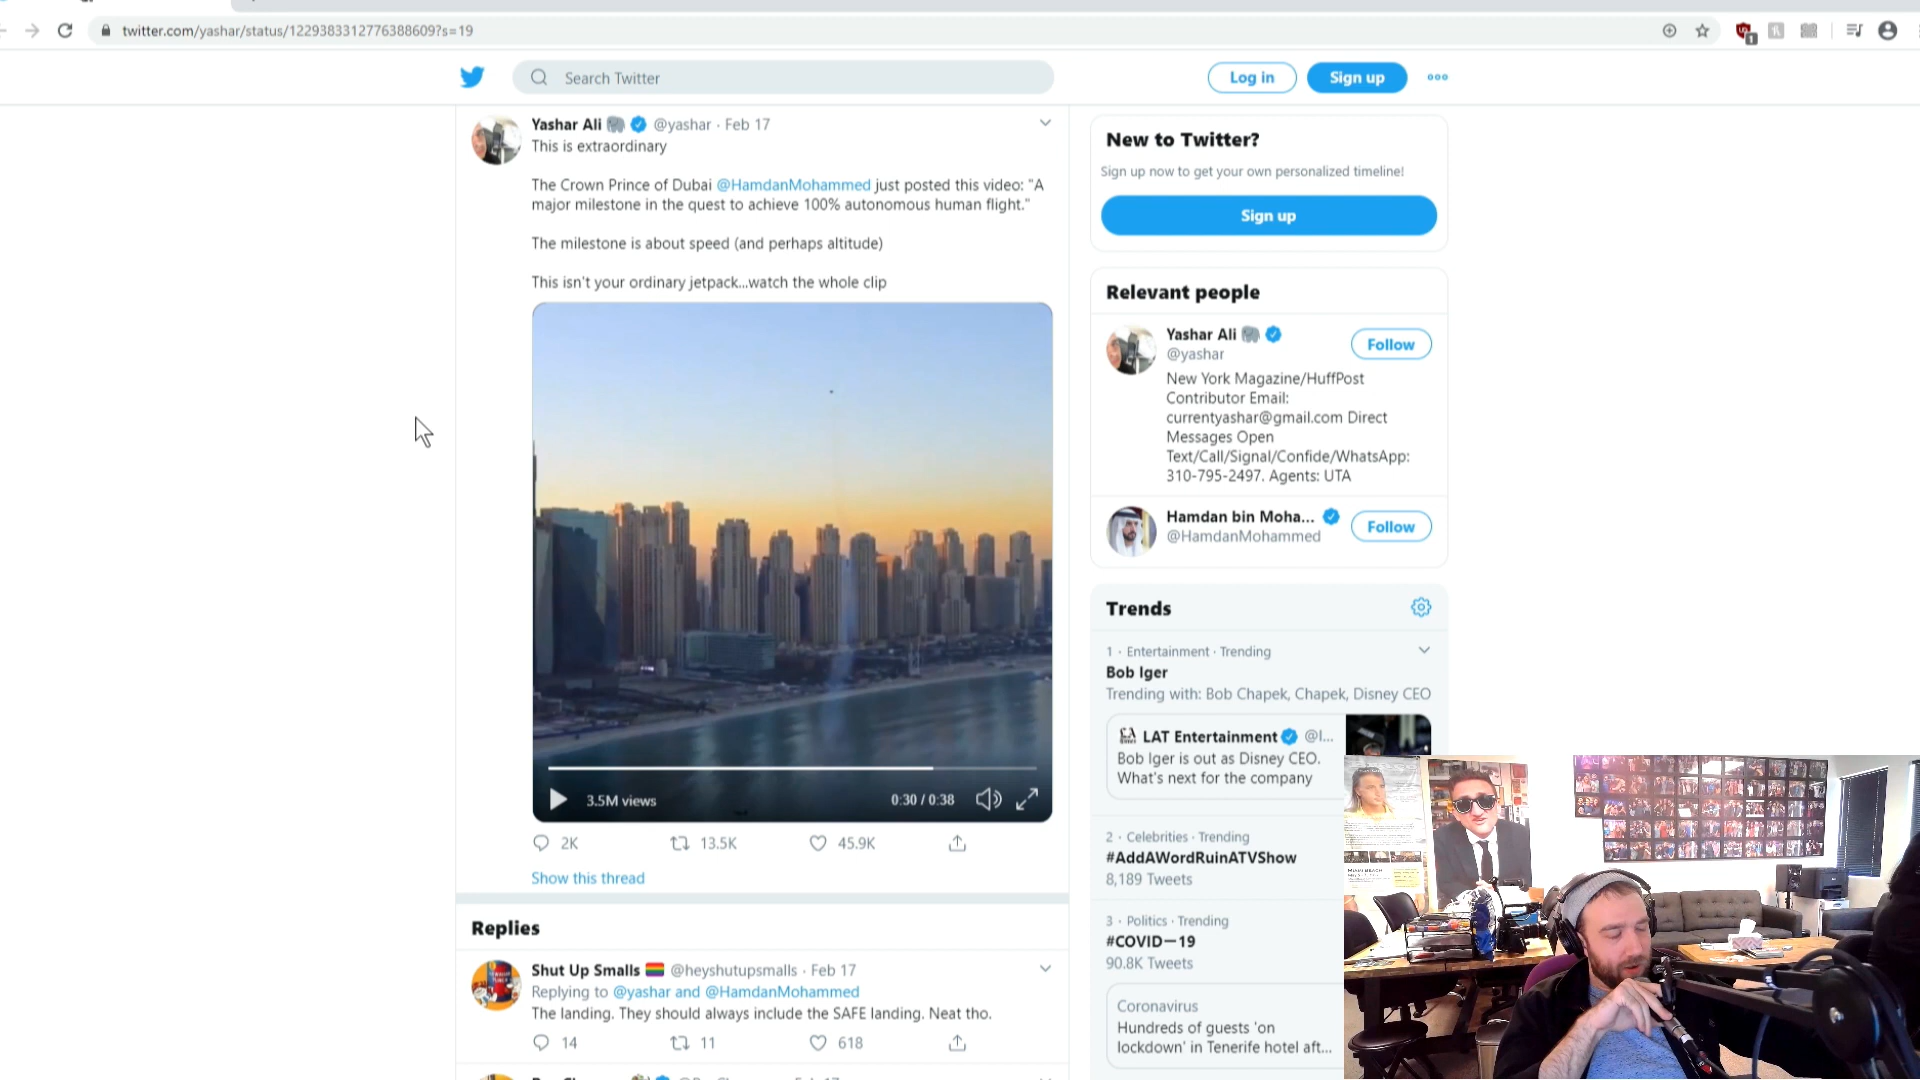 twitter.com/yashar/status/1229383312776388609?s=19
1
Search Twitter
Log in
Sign up
Yashar Ali @yashar · Feb 17
This is extraordinary
The Crown Prince of Dubai @HamdanMohammed just posted this video: "A
major milestone in the quest to achieve 100% autonomous human flight."
The milestone is about speed (and perhaps altitude)
This isn't your ordinary jetpack...watch the whole clip
3.5M views
0:30 / 0:38
2K
13.5K
45.9K
Show this thread
Replies
Shut Up Smalls @heyshutupsmalls · Feb 17
Replying to @yashar and @HamdanMohammed
The landing. They should always include the SAFE landing. Neat tho.
14
11
618
New to Twitter?
Sign up now to get your own personalized timeline!
Sign up
Relevant people
Yashar Ali
@yashar
Follow
New York Magazine/HuffPost
Contributor Email:
currentyashar@gmail.com Direct
Messages Open
Text/Call/Signal/Confide/WhatsApp:
310-795-2497. Agents: UTA
Hamdan bin Moha...
@HamdanMohammed
Follow
Trends
1 · Entertainment · Trending
Bob Iger
Trending with: Bob Chapek, Chapek, Disney CEO
LAT Entertainment @l...
Bob Iger is out as Disney CEO.
What's next for the company
2 · Celebrities · Trending
#AddAWordRuinATVShow
8,189 Tweets
3 · Politics · Trending
#COVID—19
90.8K Tweets
Coronavirus
Hundreds of guests 'on
lockdown' in Tenerife hotel aft...
MIAMI BEACH